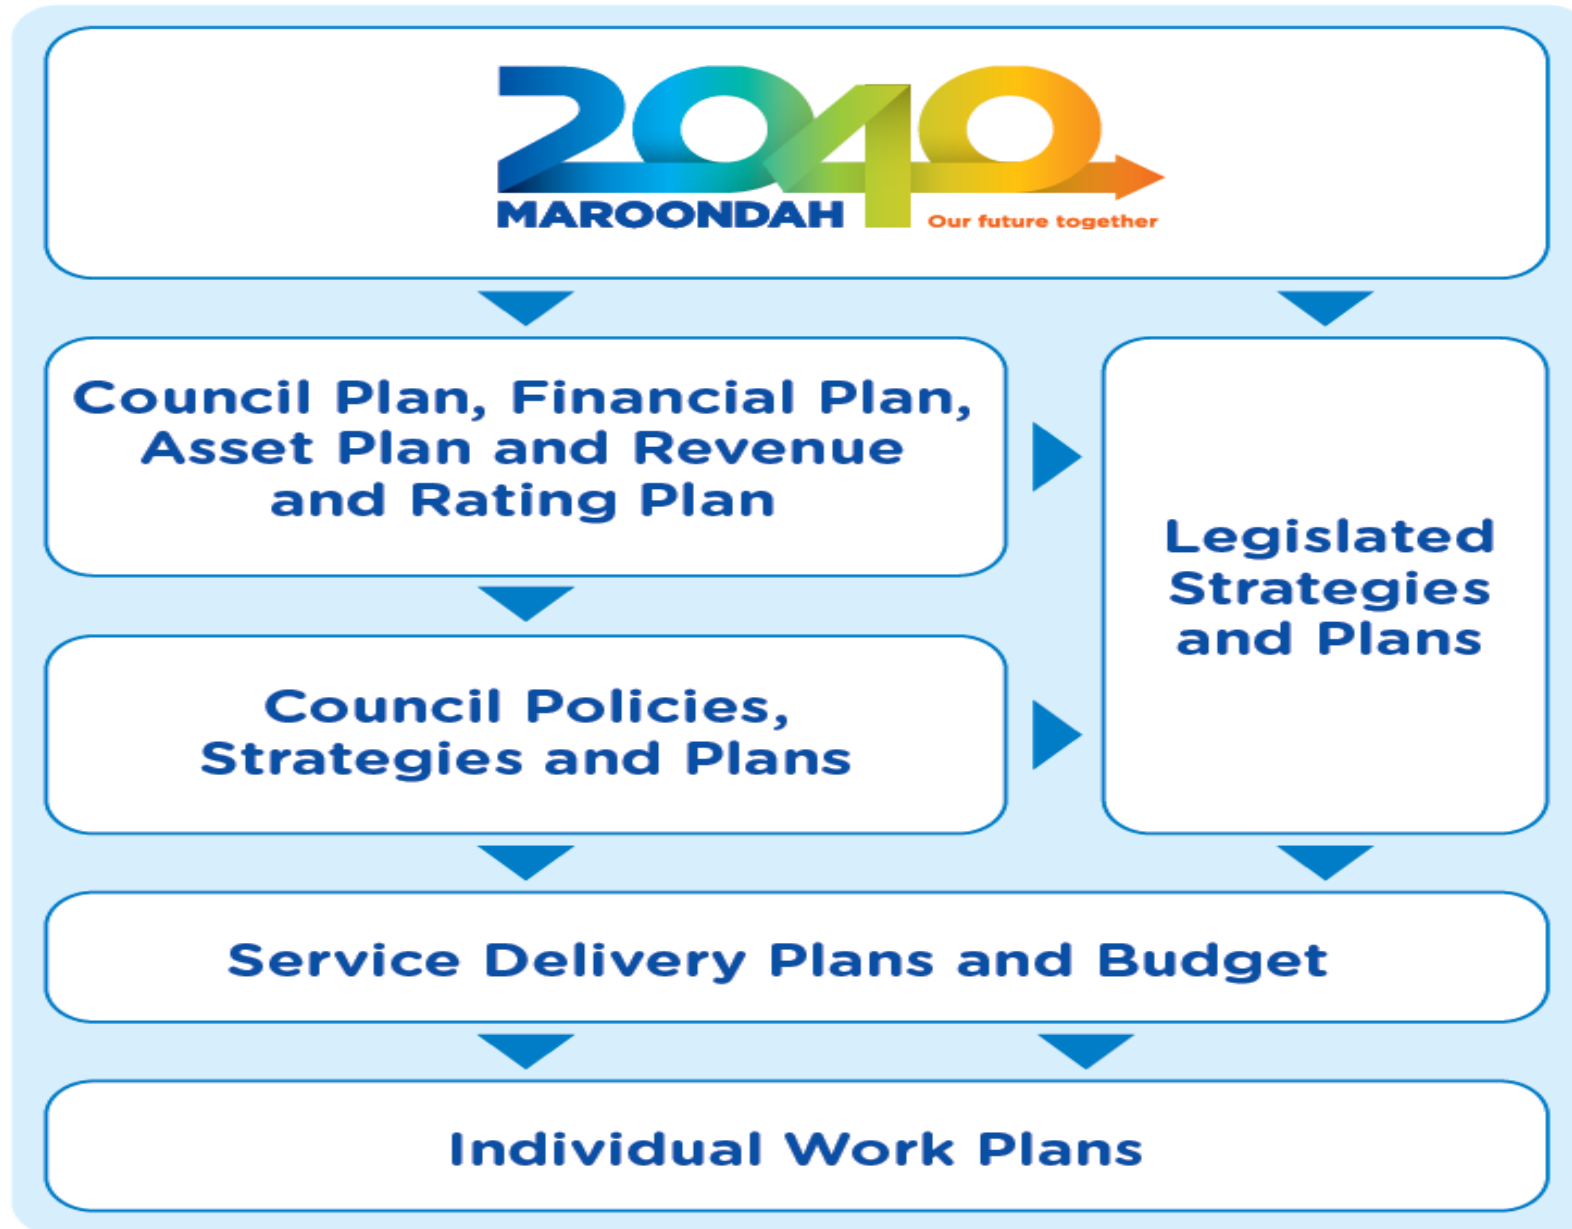 2040
MAROONDAH
Our future together
Council Plan, Financial Plan,
Asset Plan and Revenue
and Rating Plan
Legislated
Strategies
and Plans
Council Policies,
Strategies and Plans
Service Delivery Plans and Budget
Individual Work Plans